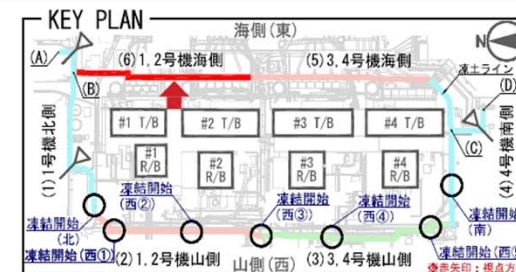 KEY PLAN
海側(東)
N
(A)
(6)1,2号機海側
(5)3,4号機海側
凍土ライン
(B)
(D)
#1 T/B
#2 T/B
#3 T/B
#4 T/B
(C)
(1)1号機北側
(4)4号機南側
#1
R/B
#2
R/B
#3
R/B
#4
R/B
凍結開始
(西②)
凍結開始
(西③)
凍結開始
(西④)
凍結開始
(南)
凍結開始
(北)
凍結開始(西①)
(2)1,2号機山側
山側(西)
(3)3,4号機山側
凍結開始(西